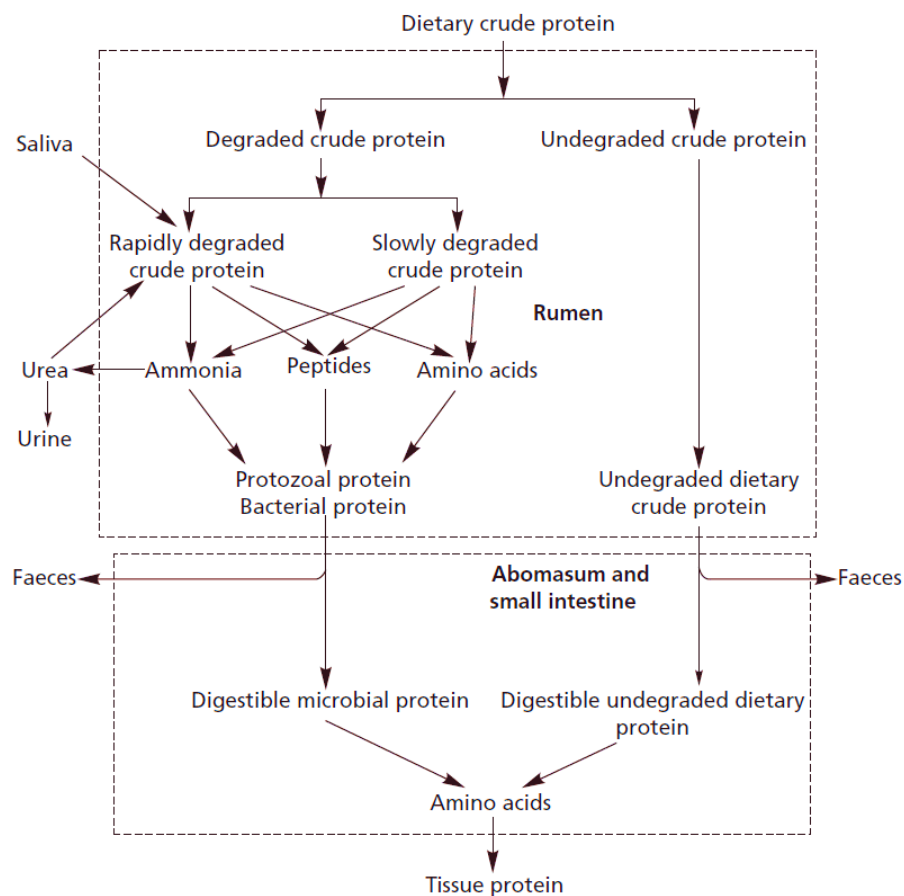 Dietary crude protein
Degraded crude protein
Undegraded crude protein
Saliva
Rapidly degraded
crude protein
Slowly degraded
crude protein
Rumen
Urea
Ammonia
Peptides
Amino acids
Urine
Protozoal protein
Bacterial protein
Undegraded dietary
crude protein
Faeces
Abomasum and
small intestine
Faeces
Digestible microbial protein
Digestible undegraded dietary
protein
Amino acids
Tissue protein